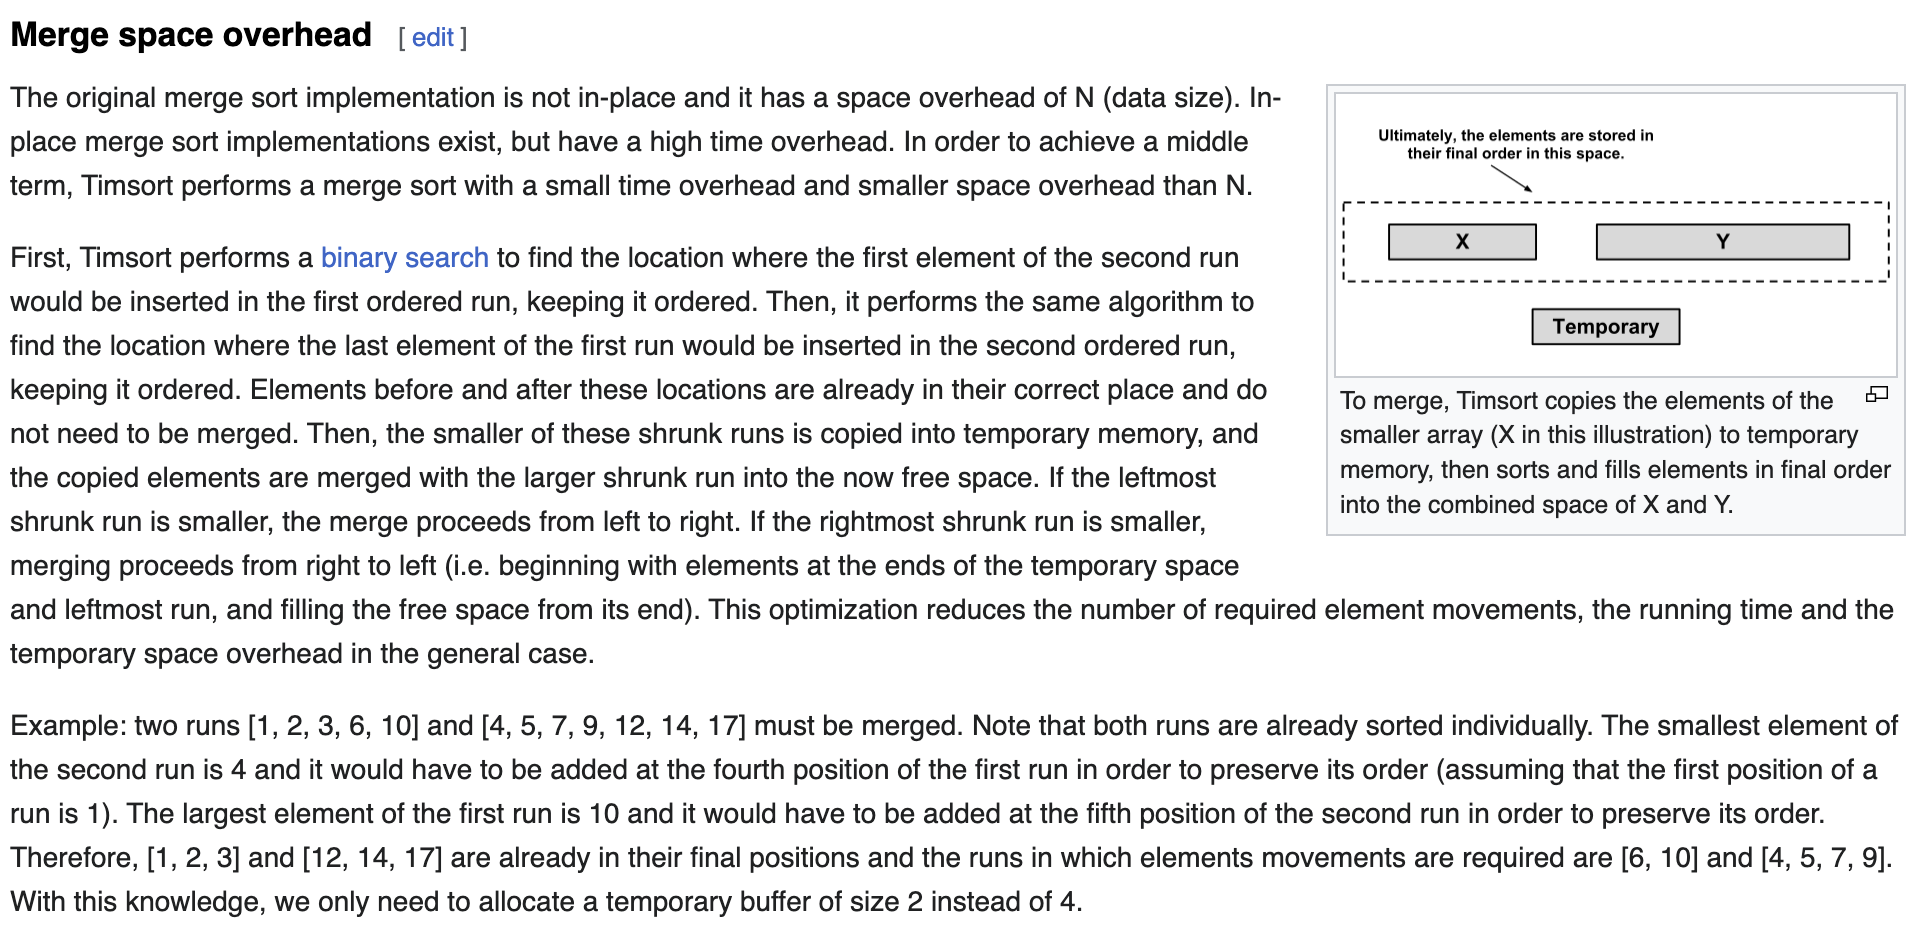 Merge space overhead [ edit ]
The original merge sort implementation is not in-place and it has a space overhead of N (data size). In-
place merge sort implementations exist, but have a high time overhead. In order to achieve a middle
term, Timsort performs a merge sort with a small time overhead and smaller space overhead than N.
First, Timsort performs a binary search to find the location where the first element of the second run
would be inserted in the first ordered run, keeping it ordered. Then, it performs the same algorithm to
find the location where the last element of the first run would be inserted in the second ordered run,
keeping it ordered. Elements before and after these locations are already in their correct place and do
not need to be merged. Then, the smaller of these shrunk runs is copied into temporary memory, and
the copied elements are merged with the larger shrunk run into the now free space. If the leftmost
shrunk run is smaller, the merge proceeds from left to right. If the rightmost shrunk run is smaller,
merging proceeds from right to left (i.e. beginning with elements at the ends of the temporary space
and leftmost run, and filling the free space from its end). This optimization reduces the number of required element movements, the running time and the
temporary space overhead in the general case.
Ultimately, the elements are stored in
their final order in this space.
X Y
Temporary
To merge, Timsort copies the elements of the
smaller array (X in this illustration) to temporary
memory, then sorts and fills elements in final order
into the combined space of X and Y.
Example: two runs [1, 2, 3, 6, 10] and [4, 5, 7, 9, 12, 14, 17] must be merged. Note that both runs are already sorted individually. The smallest element of
the second run is 4 and it would have to be added at the fourth position of the first run in order to preserve its order (assuming that the first position of a
run is 1). The largest element of the first run is 10 and it would have to be added at the fifth position of the second run in order to preserve its order.
Therefore, [1, 2, 3] and [12, 14, 17] are already in their final positions and the runs in which elements movements are required are [6, 10] and [4, 5, 7, 9].
With this knowledge, we only need to allocate a temporary buffer of size 2 instead of 4.